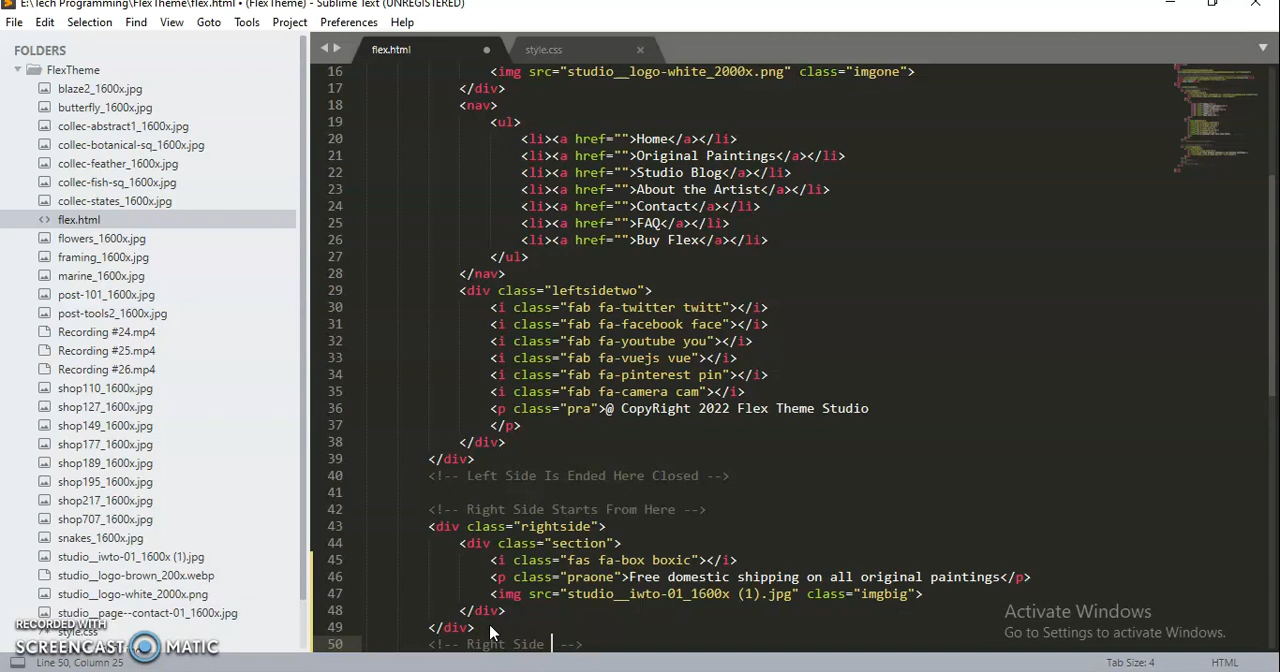 E:\Tech Programming\FlexTheme\flex.html • (FlexTheme) - Sublime Text (UNREGISTERED)
File Edit Selection Find View Goto Tools Project Preferences Help
FOLDERS
FlexTheme
blaze2_1600x.jpg
butterfly_1600x.jpg
collec-abstract1_1600x.jpg
collec-botanical-sq_1600x.jpg
collec-feather_1600x.jpg
collec-fish-sq_1600x.jpg
collec-states_1600x.jpg
flex.html
flowers_1600x.jpg
framing_1600x.jpg
marine_1600x.jpg
post-101_1600x.jpg
post-tools2_1600x.jpg
Recording #24.mp4
Recording #25.mp4
Recording #26.mp4
shop110_1600x.jpg
shop127_1600x.jpg
shop149_1600x.jpg
shop177_1600x.jpg
shop189_1600x.jpg
shop195_1600x.jpg
shop217_1600x.jpg
shop707_1600x.jpg
snakes_1600x.jpg
studio__iwto-01_1600x (1).jpg
studio__logo-brown_200x.webp
studio__logo-white_2000x.png
studio__page--contact-01_1600x.jpg
style.css
flex.html style.css
16 <img src="studio__logo-white_2000x.png" class="imgone">
17 </div>
18 <nav>
19 <ul>
20 <li><a href="">Home</a></li>
21 <li><a href="">Original Paintings</a></li>
22 <li><a href="">Studio Blog</a></li>
23 <li><a href="">About the Artist</a></li>
24 <li><a href="">Contact</a></li>
25 <li><a href="">FAQ</a></li>
26 <li><a href="">Buy Flex</a></li>
27 </ul>
28 </nav>
29 <div class="leftsidetwo">
30 <i class="fab fa-twitter twitt"></i>
31 <i class="fab fa-facebook face"></i>
32 <i class="fab fa-youtube you"></i>
33 <i class="fab fa-vuejs vue"></i>
34 <i class="fab fa-pinterest pin"></i>
35 <i class="fab fa-camera cam"></i>
36 <p class="pra">@ CopyRight 2022 Flex Theme Studio
37 </p>
38 </div>
39 </div>
40 <!-- Left Side Is Ended Here Closed -->
41
42 <!-- Right Side Starts From Here -->
43 <div class="rightside">
44 <div class="section">
45 <i class="fas fa-box boxic"></i>
46 <p class="praone">Free domestic shipping on all original paintings</p>
47 <img src="studio__iwto-01_1600x (1).jpg" class="imgbig">
48 </div>
49 </div>
50 <!-- Right Side -->
Activate Windows
Go to Settings to activate Windows.
RECORDED WITH
SCREENCAST MATIC
Line 50, Column 25
Tab Size: 4
HTML